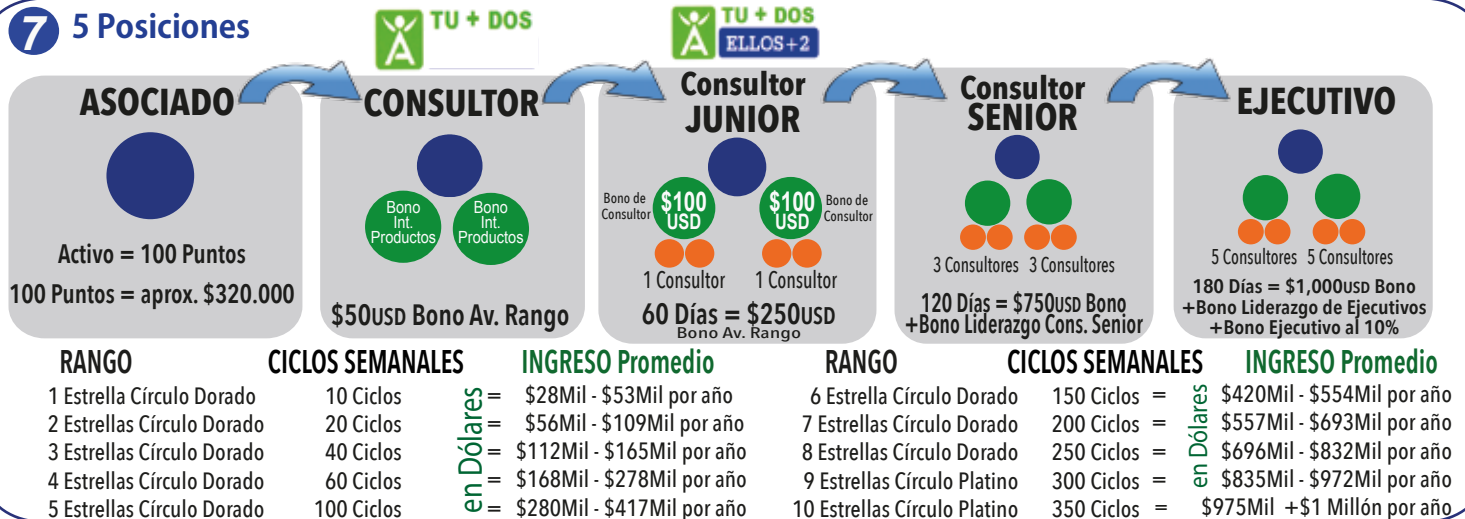 7 5 Posiciones
TU + DOS
TU + DOS
ELLOS+2
ASOCIADO
Activo = 100 Puntos
100 Puntos = aprox. $320.000
CONSULTOR
Bono
Int.
Productos
Bono
Int.
Productos
$50USD Bono Av. Rango
Consultor
JUNIOR
Bono de
Consultor
$100
USD
$100
USD
Bono de
Consultor
1 Consultor 1 Consultor
60 Días = $250USD
Bono Av. Rango
Consultor
SENIOR
3 Consultores 3 Consultores
120 Días = $750USD Bono
+Bono Liderazgo Cons. Senior
EJECUTIVO
5 Consultores 5 Consultores
180 Días = $1,000USD Bono
+Bono Liderazgo de Ejecutivos
+Bono Ejecutivo al 10%
RANGO CICLOS SEMANALES INGRESO Promedio
1 Estrella Círculo Dorado 10 Ciclos = $28Mil - $53Mil por año
2 Estrellas Círculo Dorado 20 Ciclos = $56Mil - $109Mil por año
3 Estrellas Círculo Dorado 40 Ciclos = $112Mil - $165Mil por año
4 Estrellas Círculo Dorado 60 Ciclos = $168Mil - $278Mil por año
5 Estrellas Círculo Dorado 100 Ciclos = $280Mil - $417Mil por año
en Dólares
RANGO CICLOS SEMANALES INGRESO Promedio
6 Estrella Círculo Dorado 150 Ciclos = $420Mil - $554Mil por año
7 Estrellas Círculo Dorado 200 Ciclos = $557Mil - $693Mil por año
8 Estrellas Círculo Dorado 250 Ciclos = $696Mil - $832Mil por año
9 Estrellas Círculo Platino 300 Ciclos = $835Mil - $972Mil por año
10 Estrellas Círculo Platino 350 Ciclos = $975Mil +$1 Millón por año
en Dólares